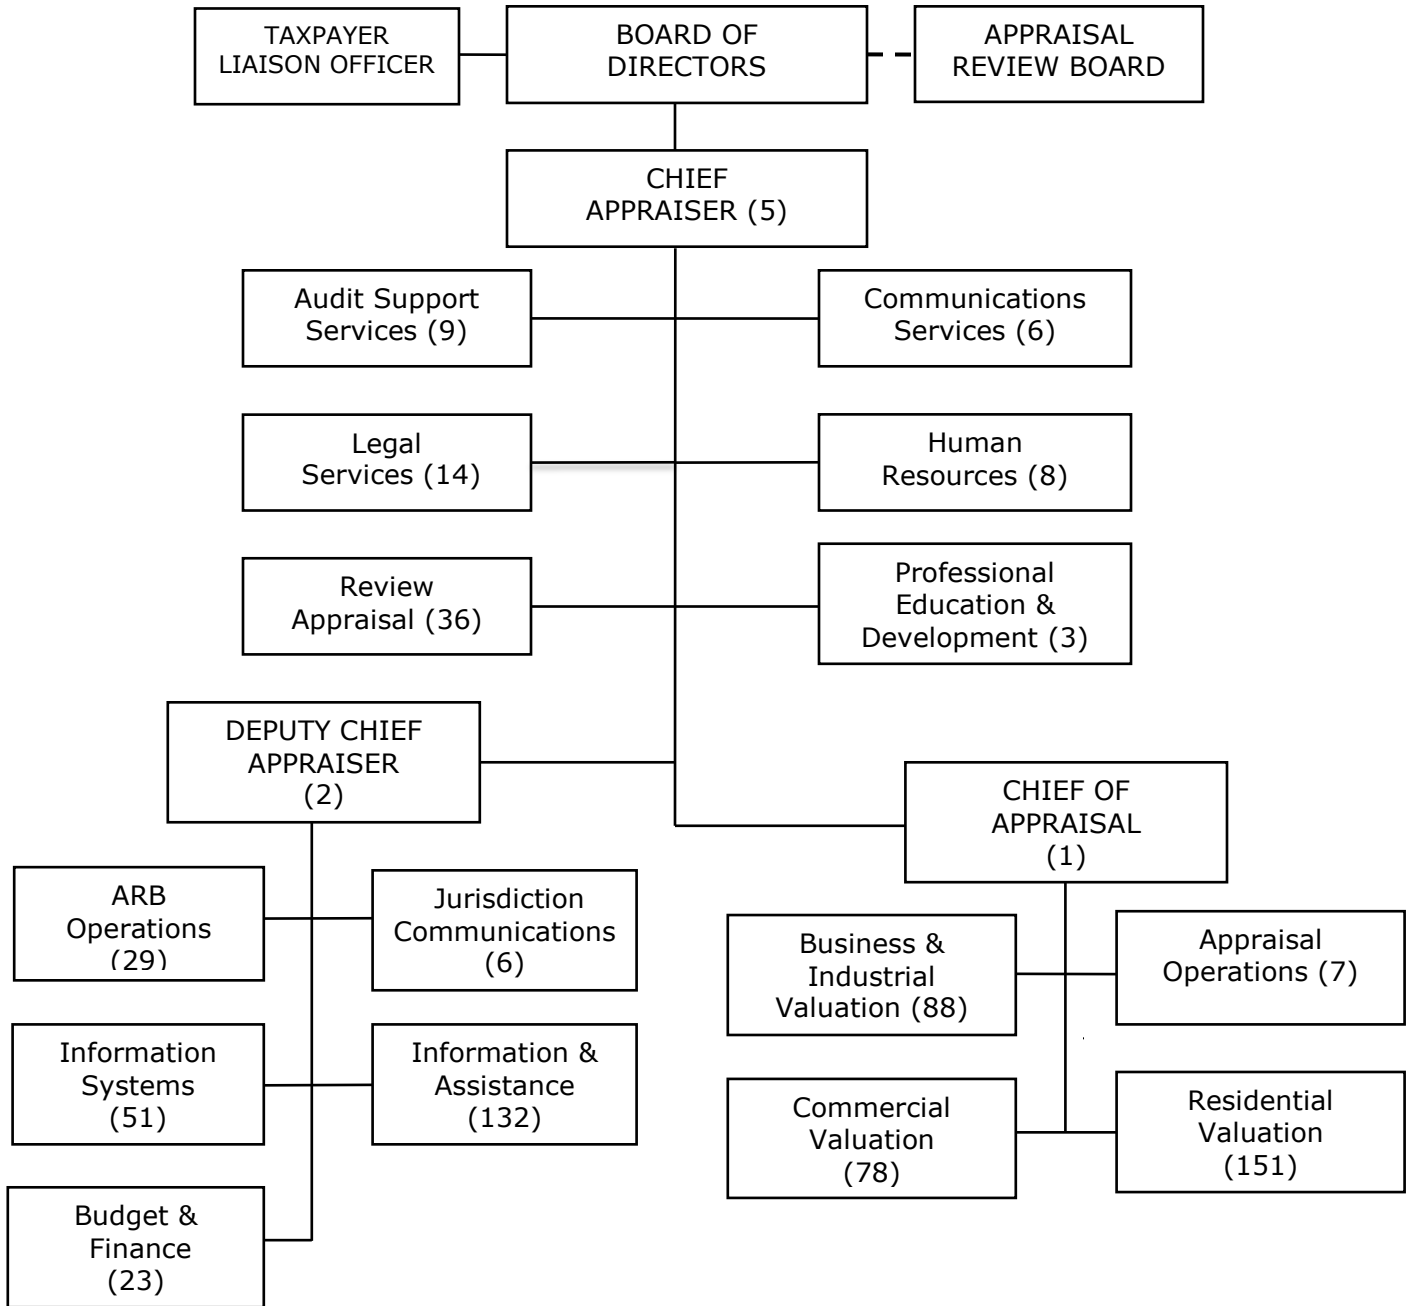 TAXPAYER
LIAISON OFFICER
BOARD OF
DIRECTORS
APPRAISAL
REVIEW BOARD
CHIEF
APPRAISER (5)
Audit Support
Services (9)
Communications
Services (6)
Legal
Services (14)
Human
Resources (8)
Review
Appraisal (36)
Professional
Education &
Development (3)
DEPUTY CHIEF
APPRAISER
(2)
CHIEF OF
APPRAISAL
(1)
ARB
Operations
(29)
Jurisdiction
Communications
(6)
Business &
Industrial
Valuation (88)
Appraisal
Operations (7)
Information
Systems
(51)
Information &
Assistance
(132)
Commercial
Valuation
(78)
Residential
Valuation
(151)
Budget &
Finance
(23)